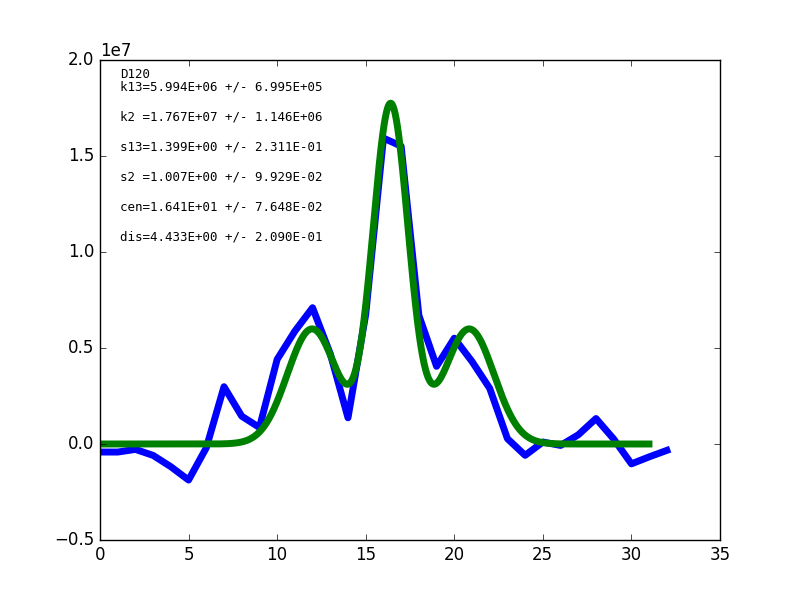 1e7
2.0
D120
k13=5.994E+06 +/- 6.995E+05
k2 =1.767E+07 +/- 1.146E+06
1.5
s13=1.399E+00 +/- 2.311E-01
s2 =1.007E+00 +/- 9.929E-02
cen=1.641E+01 +/- 7.648E-02
dis=4.433E+00 +/- 2.090E-01
1.0
0.5
0.0
−0.5
0 5 10 15 20 25 30 35